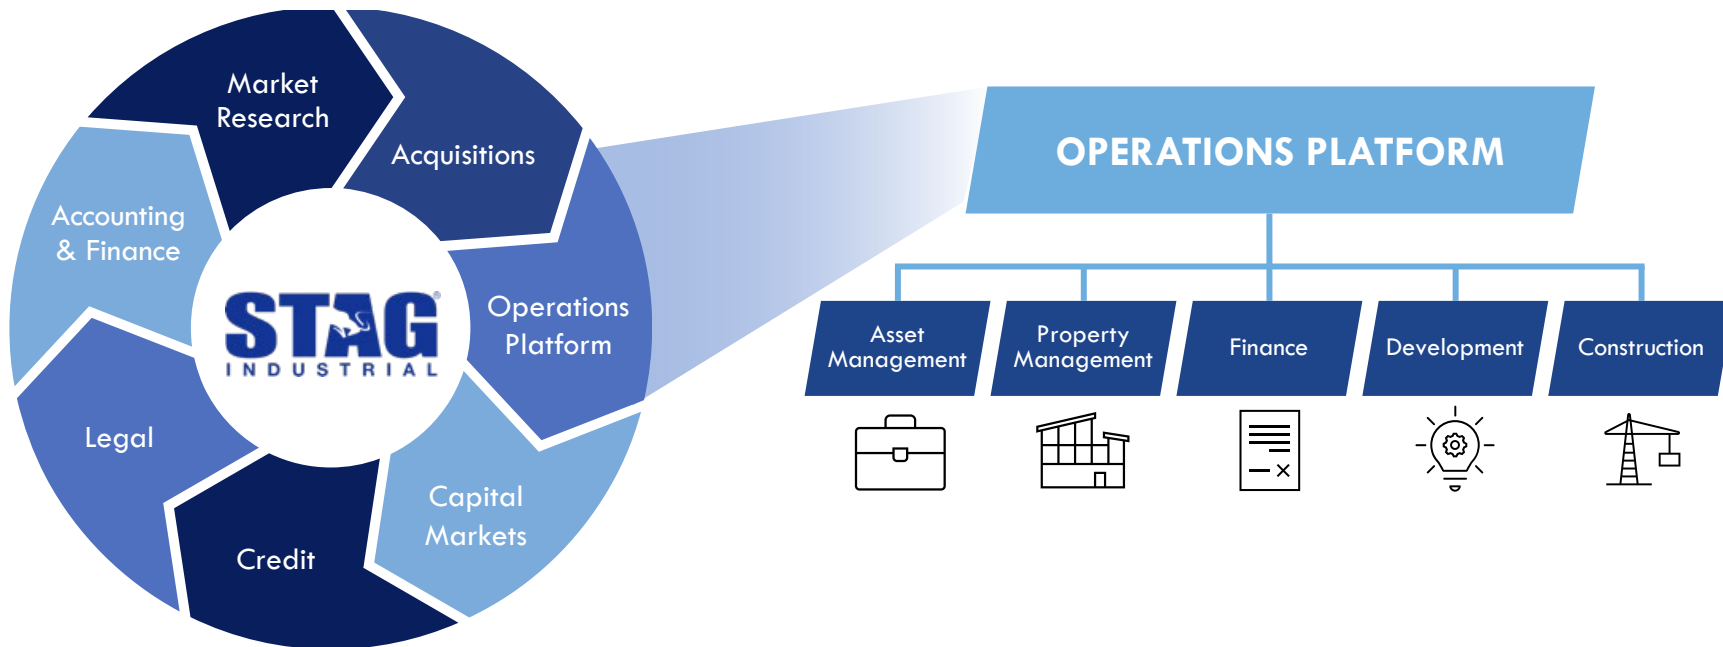 Market
Research
Acquisitions
Operations
Platform
Capital
Markets
Credit
Legal
Accounting
& Finance
STAG®
INDUSTRIAL
OPERATIONS PLATFORM
Asset
Management
Property
Management
Finance
Development
Construction